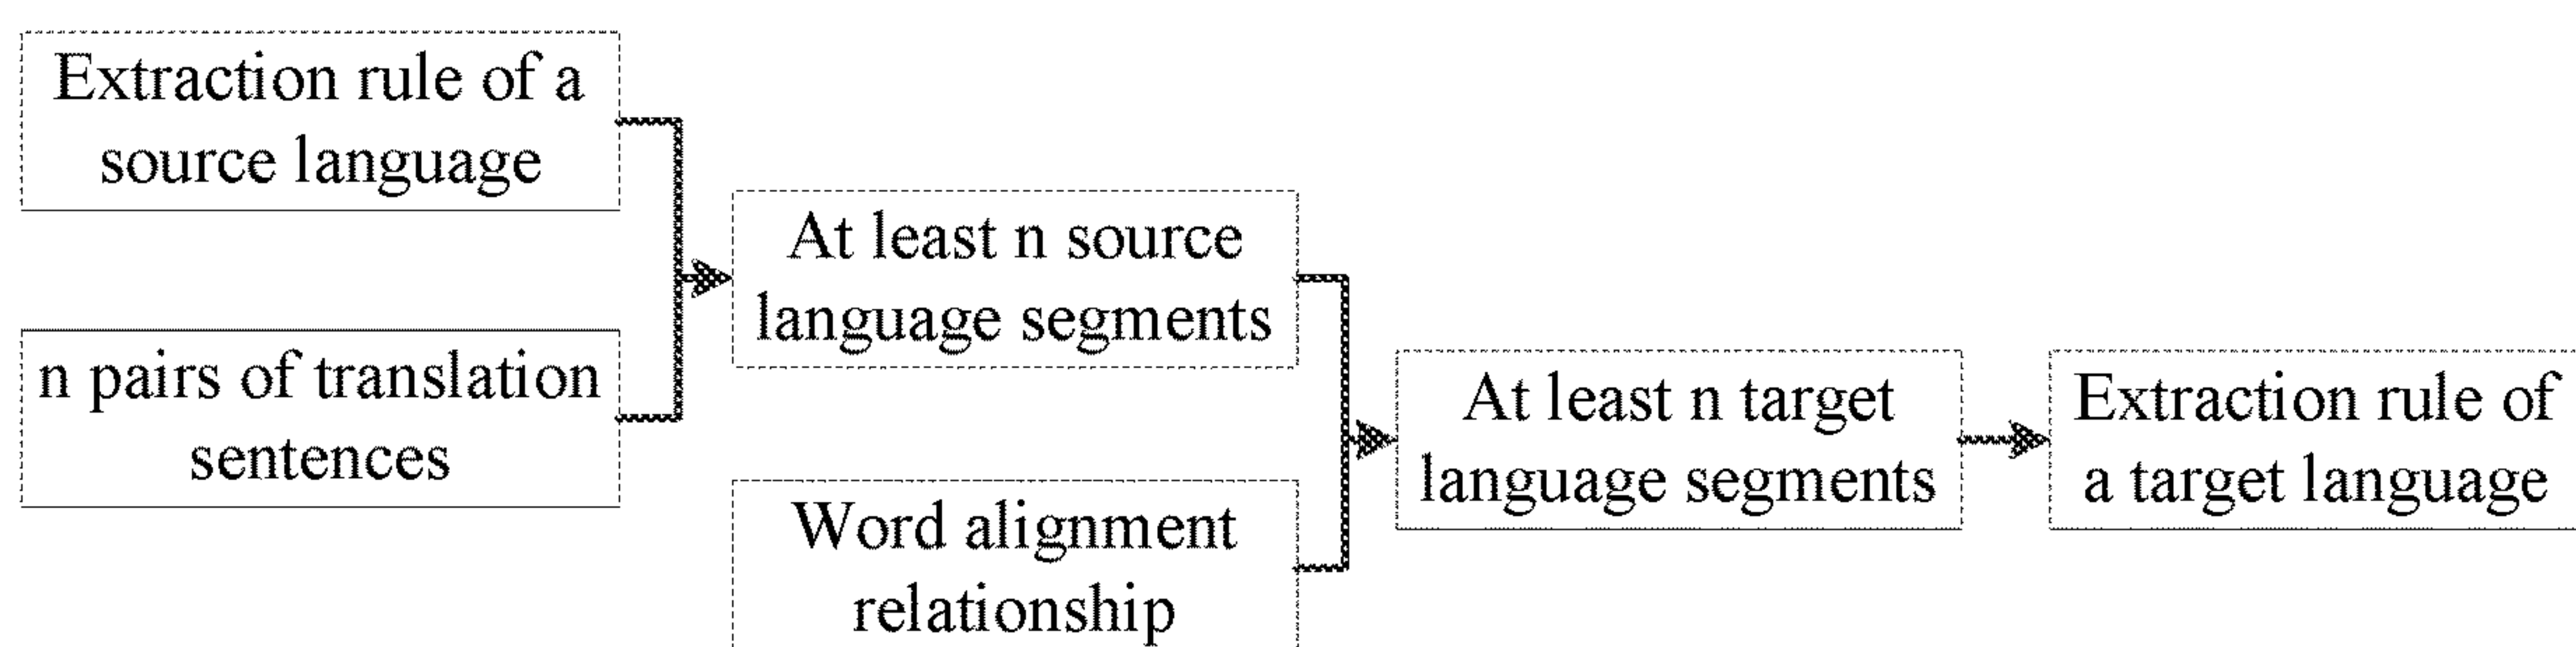 Extraction rule of a
source language
n pairs of translation
sentences
At least n source
language segments
Word alignment
relationship
At least n target
language segments
Extraction rule of
a target language